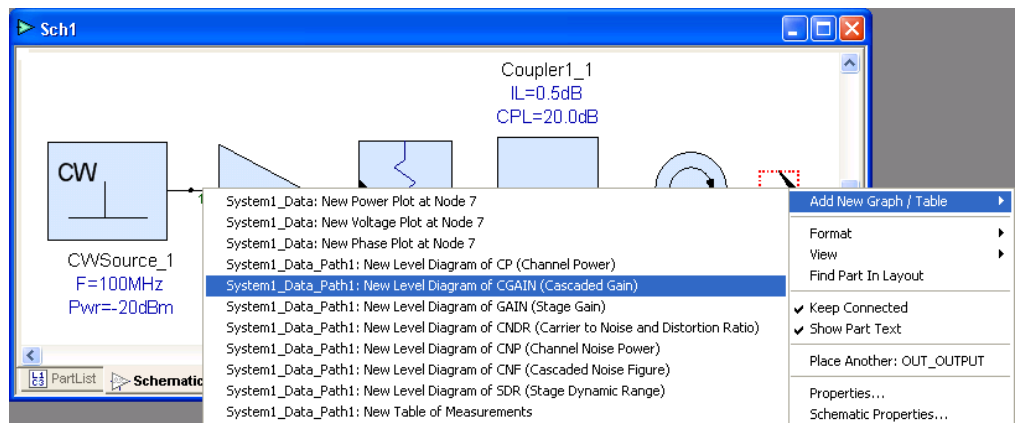 Sch1
Coupler1_1
IL=0.5dB
CPL=20.0dB
CW
1
CWSource_1
F=100MHz
Pwr=-20dBm
System1_Data: New Power Plot at Node 7
System1_Data: New Voltage Plot at Node 7
System1_Data: New Phase Plot at Node 7
System1_Data_Path1: New Level Diagram of CP (Channel Power)
System1_Data_Path1: New Level Diagram of CGAIN (Cascaded Gain)
System1_Data_Path1: New Level Diagram of GAIN (Stage Gain)
System1_Data_Path1: New Level Diagram of CNDR (Carrier to Noise and Distortion Ratio)
System1_Data_Path1: New Level Diagram of CNP (Channel Noise Power)
System1_Data_Path1: New Level Diagram of CNF (Cascaded Noise Figure)
System1_Data_Path1: New Level Diagram of SDR (Stage Dynamic Range)
System1_Data_Path1: New Table of Measurements
Add New Graph / Table
Format
View
Find Part In Layout
Keep Connected
Show Part Text
Place Another: OUT_OUTPUT
Properties...
Schematic Properties...
PartList
Schematic